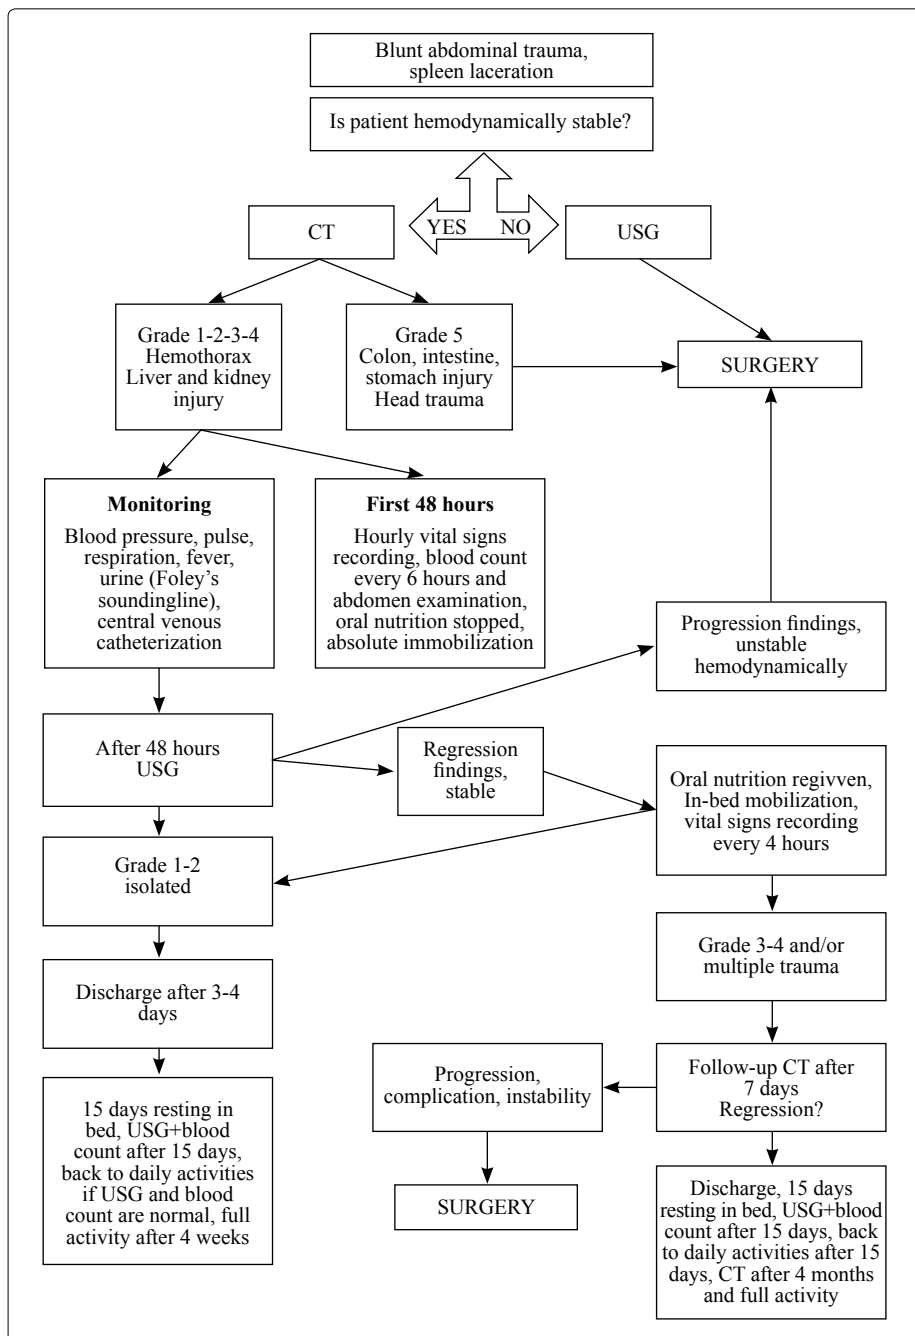 Blunt abdominal trauma,
spleen laceration
Is patient hemodynamically stable?
YES
NO
CT
USG
Grade 1-2-3-4
Hemothorax
Liver and kidney
injury
Grade 5
Colon, intestine,
stomach injury
Head trauma
SURGERY
Monitoring
Blood pressure, pulse,
respiration, fever,
urine (Foley's
soundingline),
central venous
catheterization
First 48 hours
Hourly vital signs
recording, blood count
every 6 hours and
abdomen examination,
oral nutrition stopped,
absolute immobilization
Progression findings,
unstable
hemodynamically
After 48 hours
USG
Regression
findings,
stable
Oral nutrition regivven,
In-bed mobilization,
vital signs recording
every 4 hours
Grade 1-2
isolated
Grade 3-4 and/or
multiple trauma
Discharge after 3-4
days
Follow-up CT after
7 days
Regression?
Progression,
complication, instability
15 days resting in
bed, USG+blood
count after 15 days,
back to daily activities
if USG and blood
count are normal, full
activity after 4 weeks
SURGERY
Discharge, 15 days
resting in bed, USG+blood
count after 15 days, back
to daily activities after 15
days, CT after 4 months
and full activity